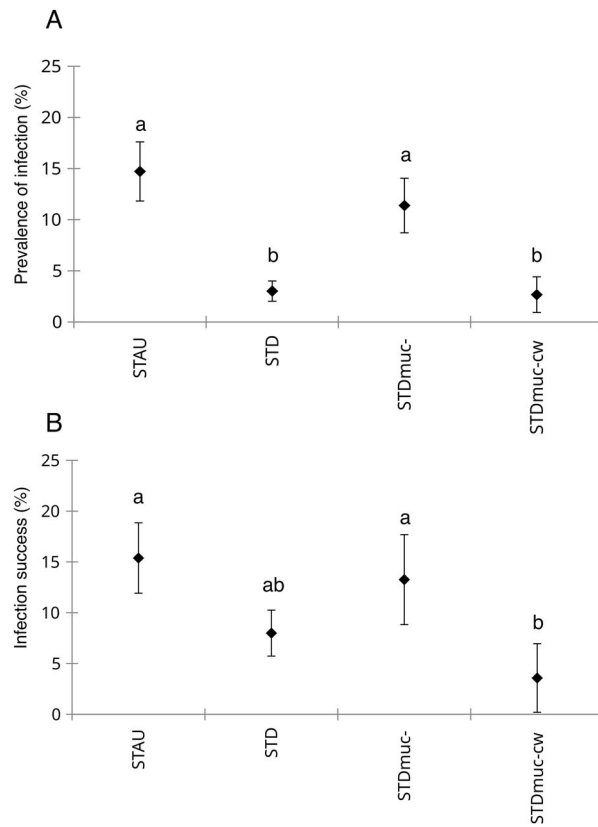 A
Prevalence of infection (%)
25
20
15
10
5
0
a
b
a
b
STAU
STD
STDmuc-
STDmuc-cw
B
Infection success (%)
25
20
15
10
5
0
a
ab
a
b
STAU
STD
STDmuc-
STDmuc-cw